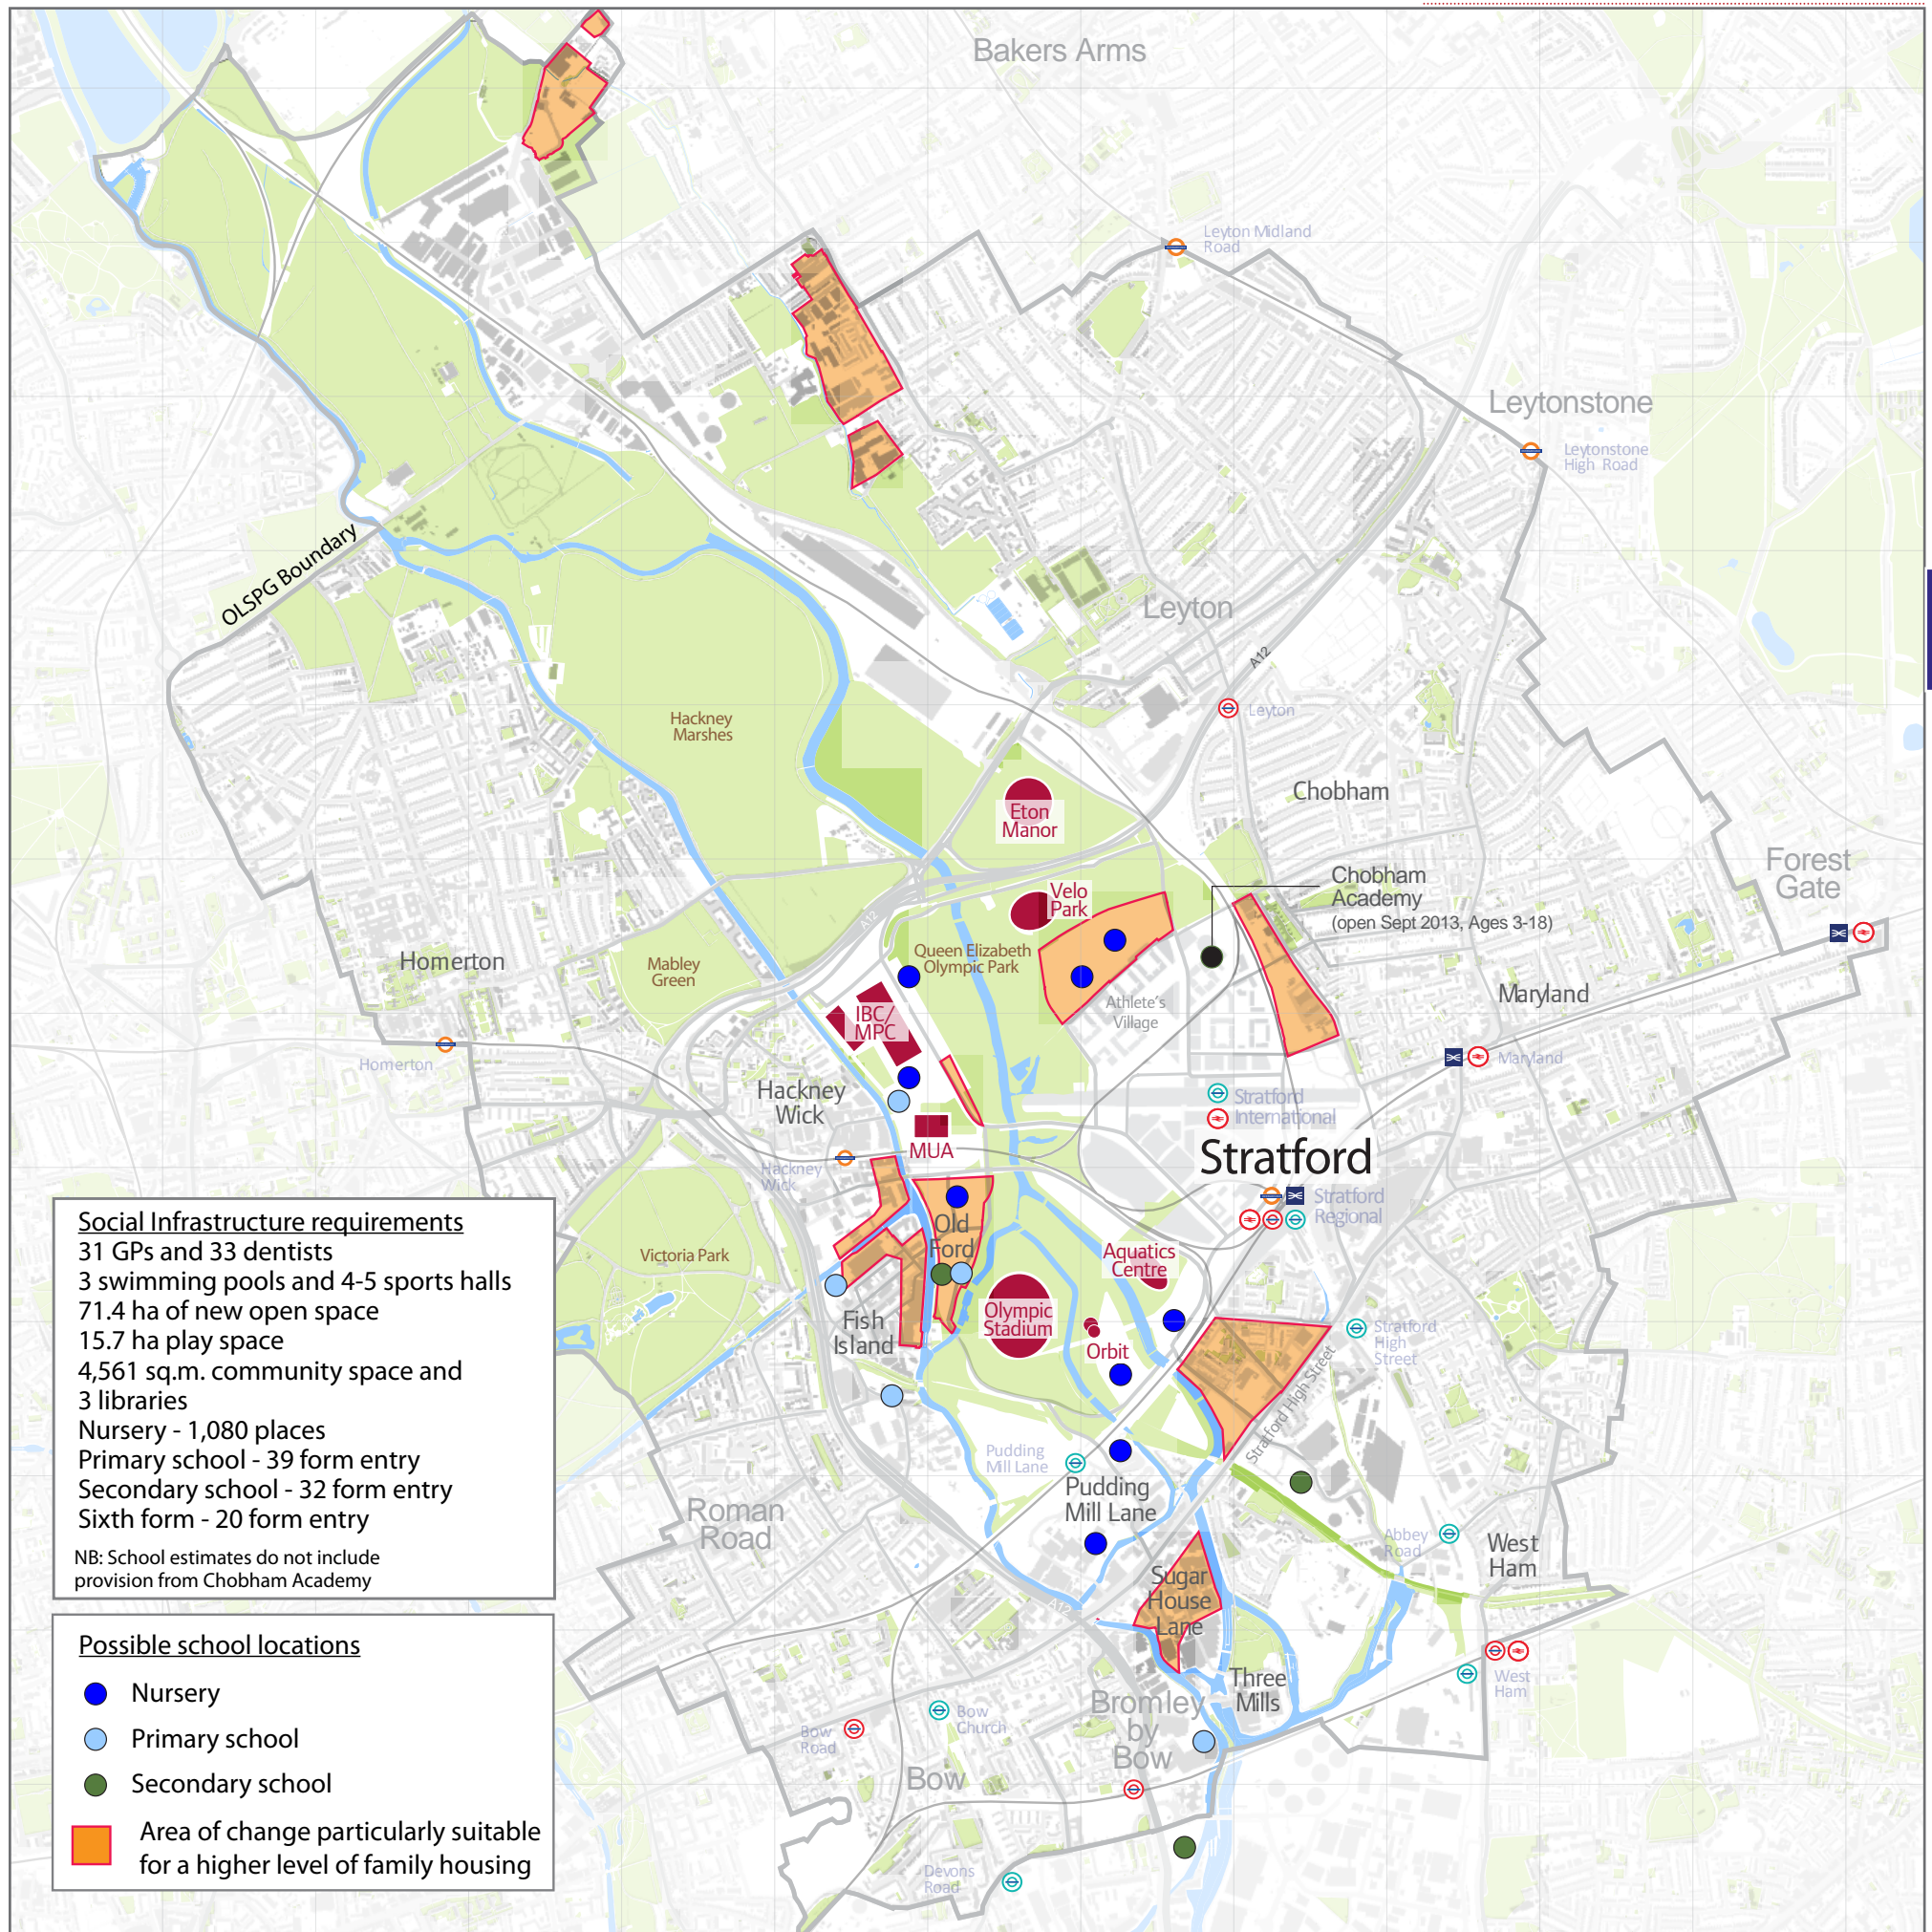 Bakers Arms
Leyton Midland
Road
Leytonstone
Leytonstone
High Road
OLSPG Boundary
Leyton
A12
Leyton
Hackney
Marshes
Chobham
Eton
Manor
Forest
Gate
Chobham
Academy
(open Sept 2013, Ages 3-18)
Velo
Park
A12
Queen Elizabeth
Olympic Park
Homerton
Mabley
Green
Athlete's
Village
Maryland
IBC/
MPC
Homerton
Maryland
Hackney
Wick
Stratford
International
MUA
Stratford
Hackney
Wick
Stratford
Regional
Old
Ford
Victoria Park
Aquatics
Centre
Fish
Island
Olympic
Stadium
Orbit
Stratford
High
Street
Stratford High Street
Pudding
Mill Lane
Pudding
Mill Lane
Roman
Road
Abbey
Road
West
Ham
Sugar
House
Lane
A12
Three
Mills
West
Ham
Bromley
by
Bow
Bow
Church
Bow
Road
Bow
Devons
Road
Social Infrastructure requirements
31 GPs and 33 dentists
3 swimming pools and 4-5 sports halls
71.4 ha of new open space
15.7 ha play space
4,561 sq.m. community space and
3 libraries
Nursery - 1,080 places
Primary school - 39 form entry
Secondary school - 32 form entry
Sixth form - 20 form entry
NB: School estimates do not include
provision from Chobham Academy
Possible school locations
Nursery
Primary school
Secondary school
Area of change particularly suitable
for a higher level of family housing